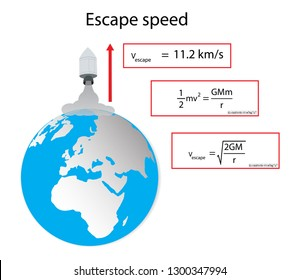 Escape speed
v escape = 11.2 km/s
1/2 mv² = GMm/r
v escape = √(2GM/r)
shutterstock.com · 1300347994